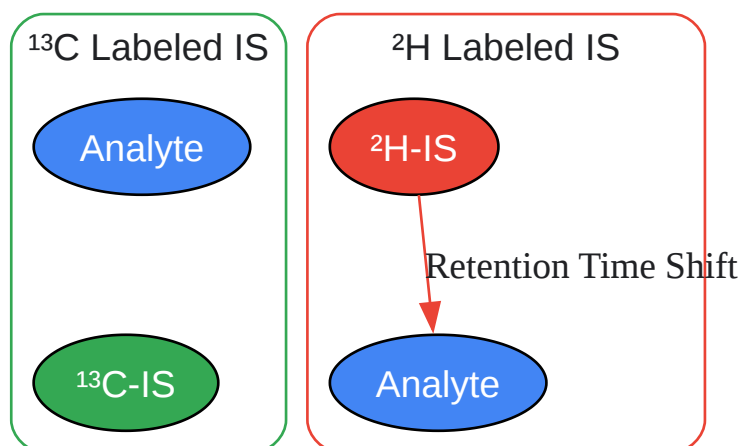 ¹³C Labeled IS
Analyte
¹³C-IS
²H Labeled IS
²H-IS
Retention Time Shift
Analyte